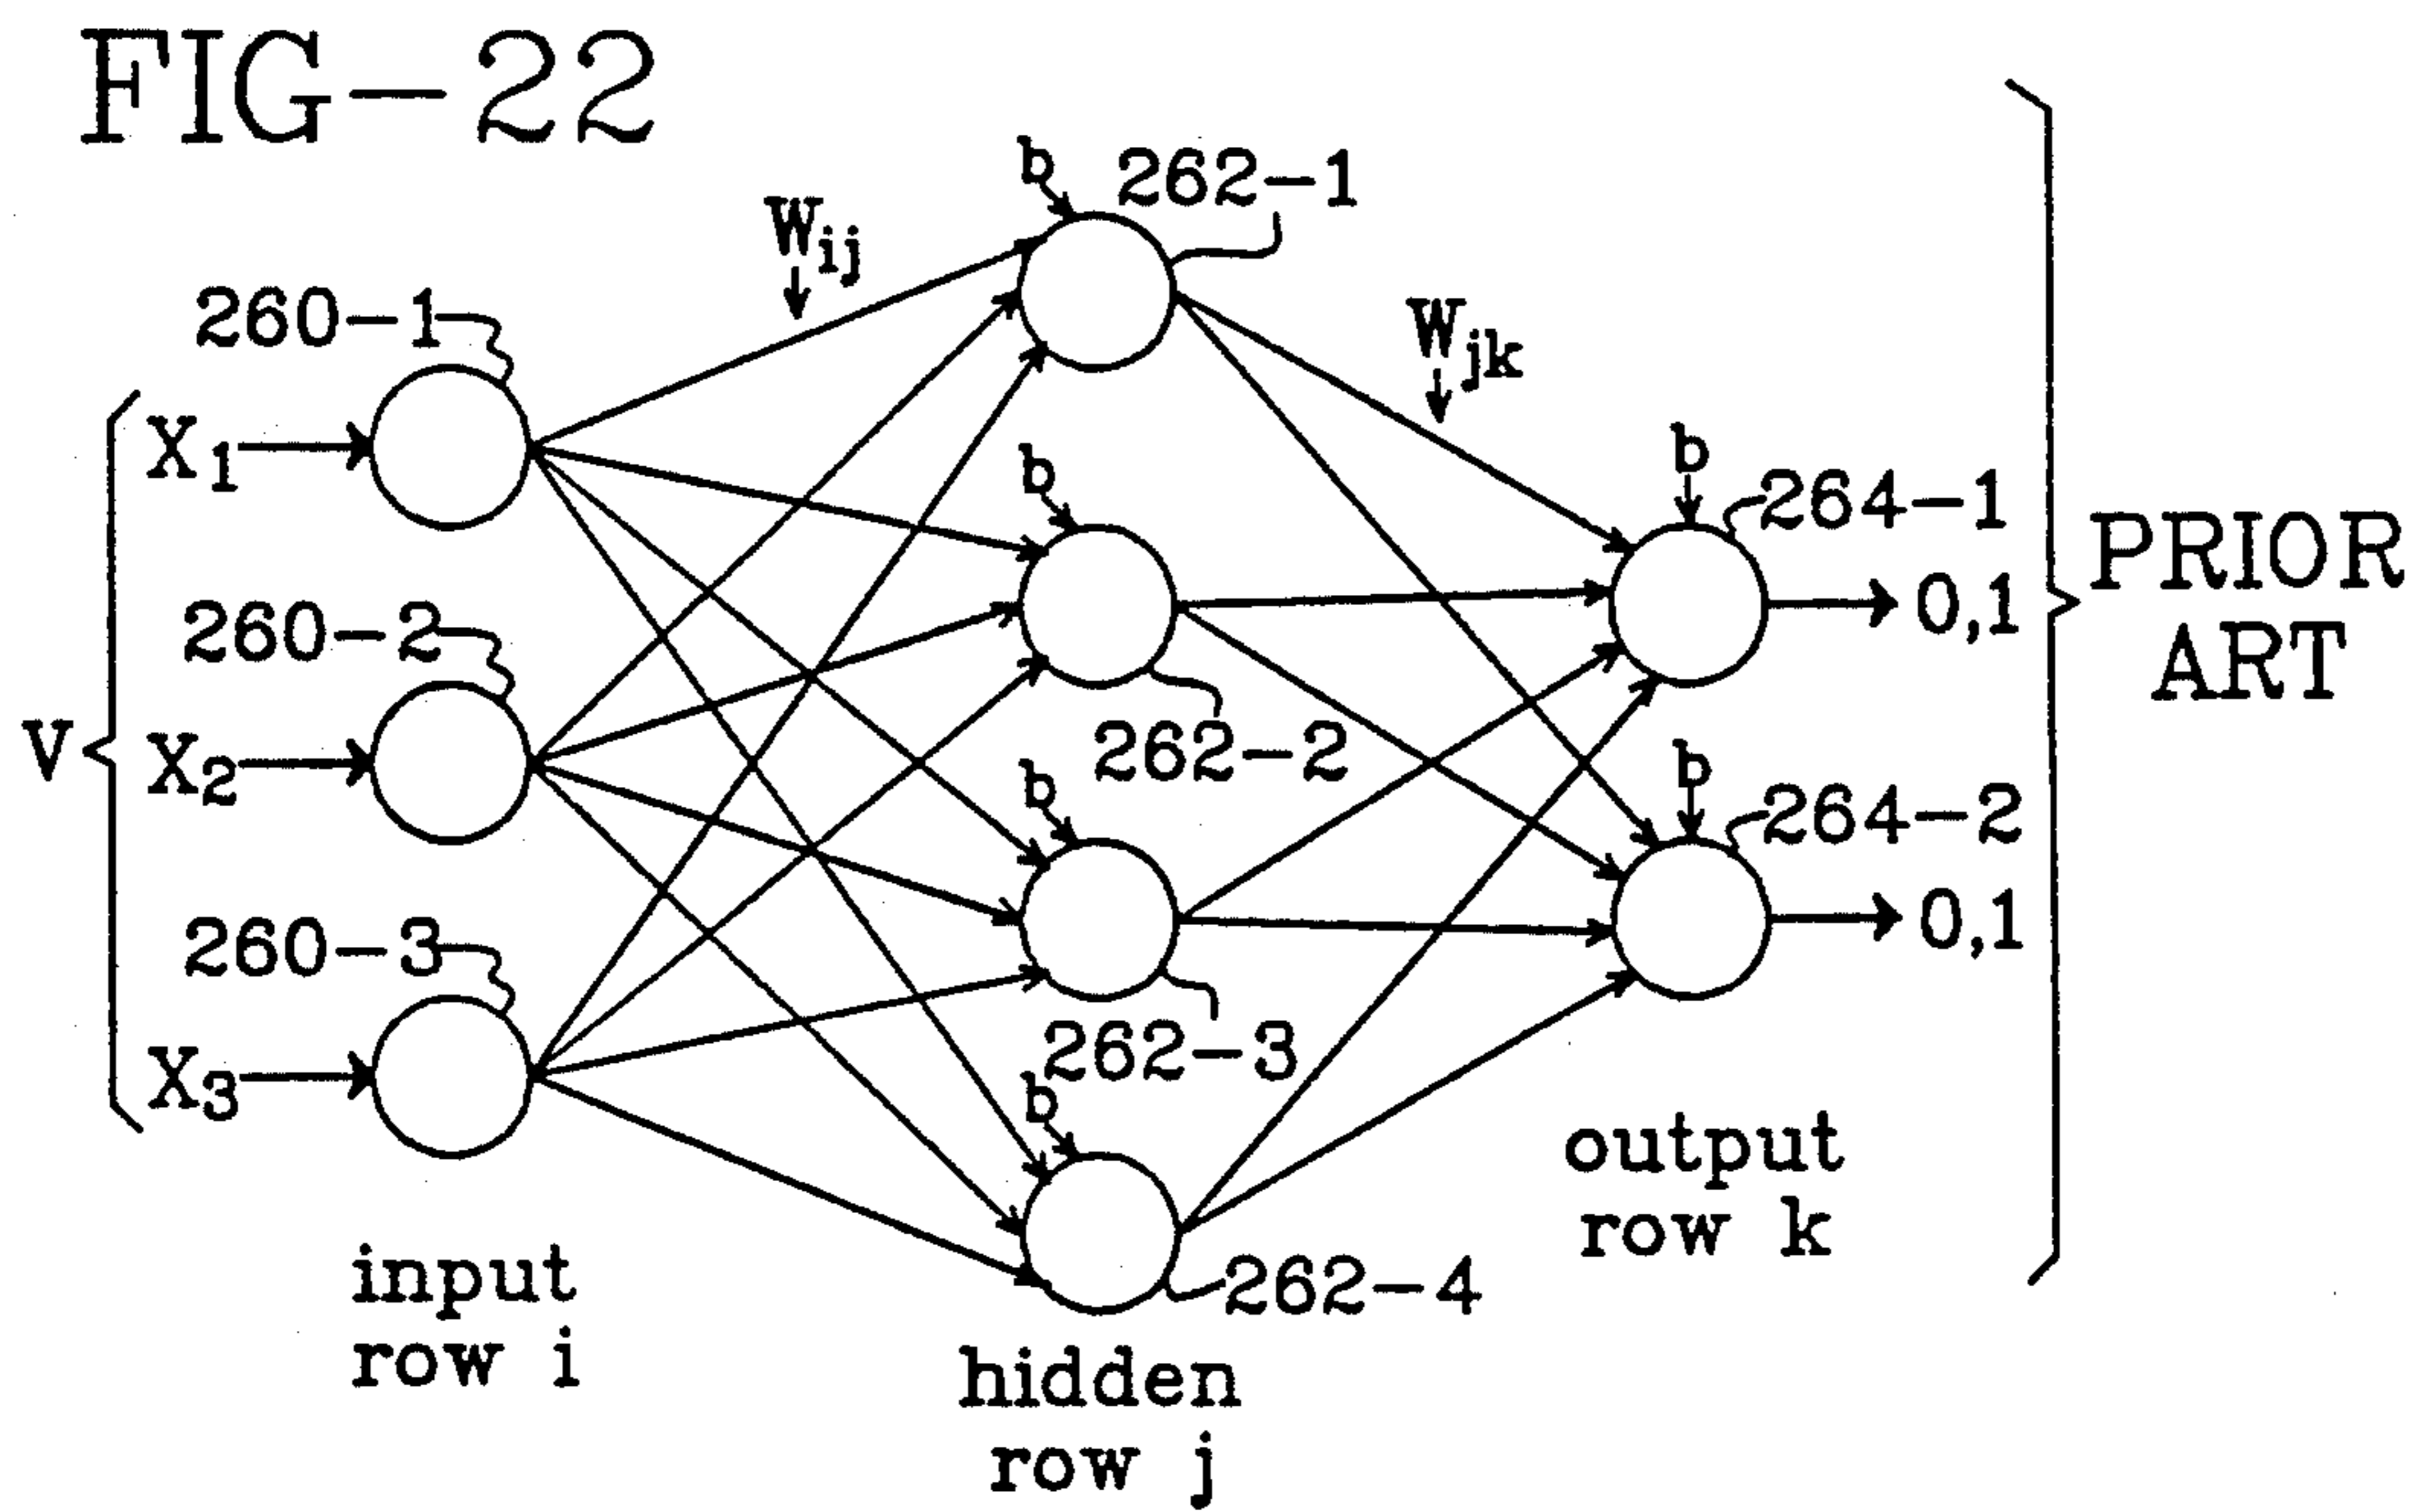 FIG-22
b
262-1
Wij
260-1
Wjk
X1
b
b
264-1
PRIOR
ART
0,1
260-2
262-2
V
X2
b
b
264-2
0,1
260-3
262-3
X3
b
output
row k
262-4
input
row i
hidden
row j